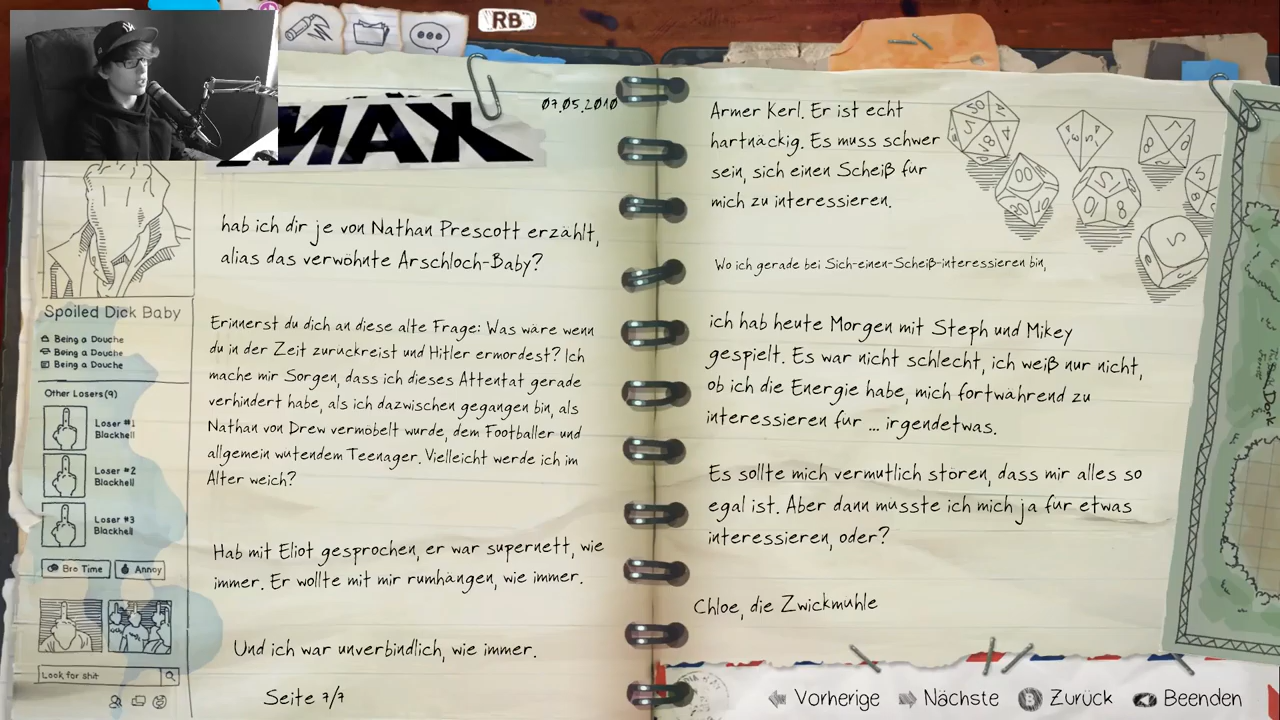 RB
MAX
07.05.2010
hab ich dir je von Nathan Prescott erzählt,
alias das verwöhnte Arschloch-Baby?
Erinnerst du dich an diese alte Frage: Was wäre wenn
du in der Zeit zurückreist und Hitler ermordest? Ich
mache mir Sorgen, dass ich dieses Attentat gerade
verhindert habe, als ich dazwischen gegangen bin, als
Nathan von Drew vermöbelt wurde, dem Footballer und
allgemein wütendem Teenager. Vielleicht werde ich im
Alter weich?
Hab mit Eliot gesprochen, er war supernett, wie
immer. Er wollte mit mir rumhängen, wie immer.
Und ich war unverbindlich, wie immer.
Seite 7/7
Spoiled Dick Baby
Being a Douche
Being a Douche
Being a Douche
Other Losers(9)
Loser #1
Blackhell
Loser #2
Blackhell
Loser #3
Blackhell
Bro Time
Annoy
Look for shit
Armer Kerl. Er ist echt
hartnäckig. Es muss schwer
sein, sich einen Scheiß für
mich zu interessieren.
Wo ich gerade bei Sich-einen-Scheiß-interessieren bin,
ich hab heute Morgen mit Steph und Mikey
gespielt. Es war nicht schlecht, ich weiß nur nicht,
ob ich die Energie habe, mich fortwährend zu
interessieren für ... irgendetwas.
Es sollte mich vermutlich stören, dass mir alles so
egal ist. Aber dann müsste ich mich ja für etwas
interessieren, oder?
Chloe, die Zwickmühle
Vorherige
Nächste
B Zurück
Beenden